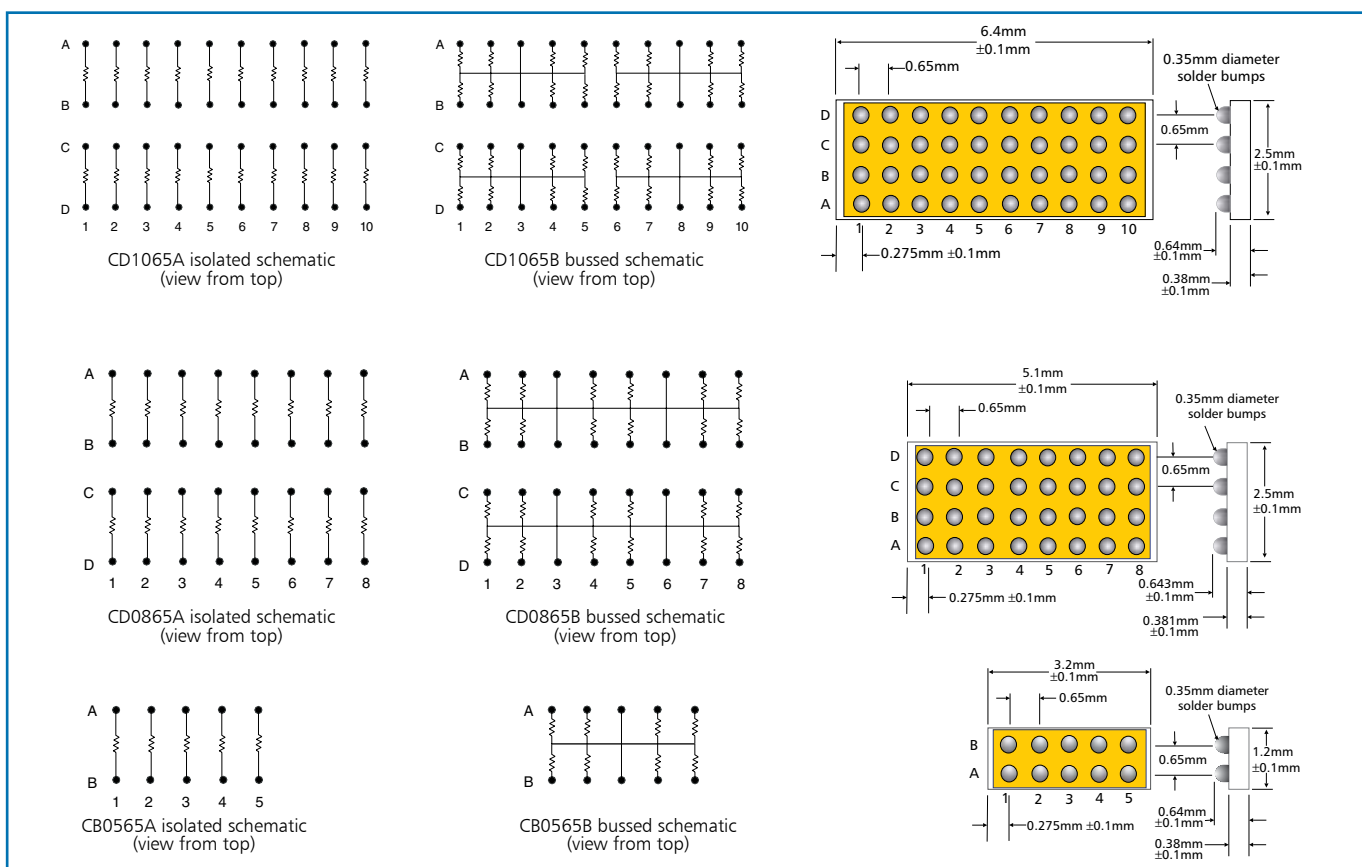 A
B
C
D
1 2 3 4 5 6 7 8 9 10
CD1065A isolated schematic
(view from top)
A
B
C
D
1 2 3 4 5 6 7 8 9 10
CD1065B bussed schematic
(view from top)
6.4mm
±0.1mm
0.65mm
0.35mm diameter
solder bumps
D
C
B
A
1 2 3 4 5 6 7 8 9 10
0.65mm
2.5mm
±0.1mm
0.275mm ±0.1mm
0.64mm
±0.1mm
0.38mm
±0.1mm
A
B
C
D
1 2 3 4 5 6 7 8
CD0865A isolated schematic
(view from top)
A
B
C
D
1 2 3 4 5 6 7 8
CD0865B bussed schematic
(view from top)
5.1mm
±0.1mm
0.65mm
0.35mm diameter
solder bumps
D
C
B
A
1 2 3 4 5 6 7 8
0.65mm
2.5mm
±0.1mm
0.275mm ±0.1mm
0.643mm
±0.1mm
0.381mm
±0.1mm
A
B
1 2 3 4 5
CB0565A isolated schematic
(view from top)
A
B
CB0565B bussed schematic
(view from top)
3.2mm
±0.1mm
0.65mm
0.35mm diameter
solder bumps
B
A
1 2 3 4 5
0.65mm
1.2mm
±0.1mm
0.275mm ±0.1mm
0.64mm
±0.1mm
0.38mm
±0.1mm